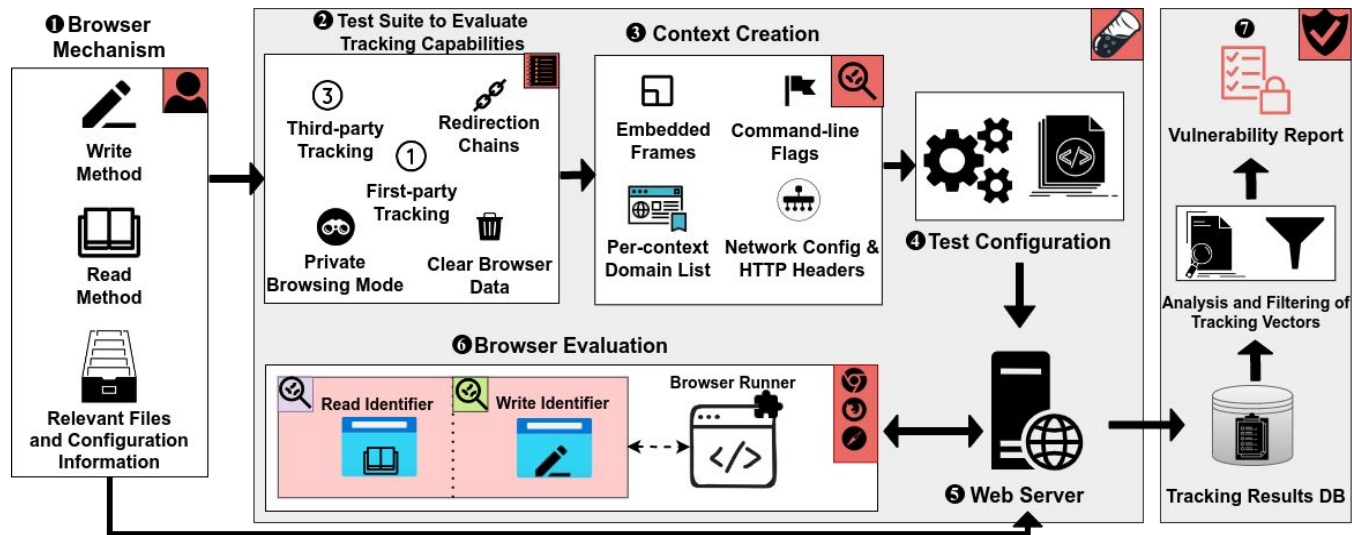 ❶Browser
Mechanism
Write
Method
Read
Method
Relevant Files
and Configuration
Information
❷ Test Suite to Evaluate
Tracking Capabilities
③
Third-party
Tracking
Redirection
Chains
①
First-party
Tracking
Private
Browsing Mode
Clear Browser
Data
❸ Context Creation
Embedded
Frames
Command-line
Flags
Per-context
Domain List
Network Config &
HTTP Headers
</>
❹Test Configuration
❺ Web Server
❻Browser Evaluation
Read Identifier
Write Identifier
Browser Runner
</>
❼
Vulnerability Report
Analysis and Filtering of
Tracking Vectors
Tracking Results DB